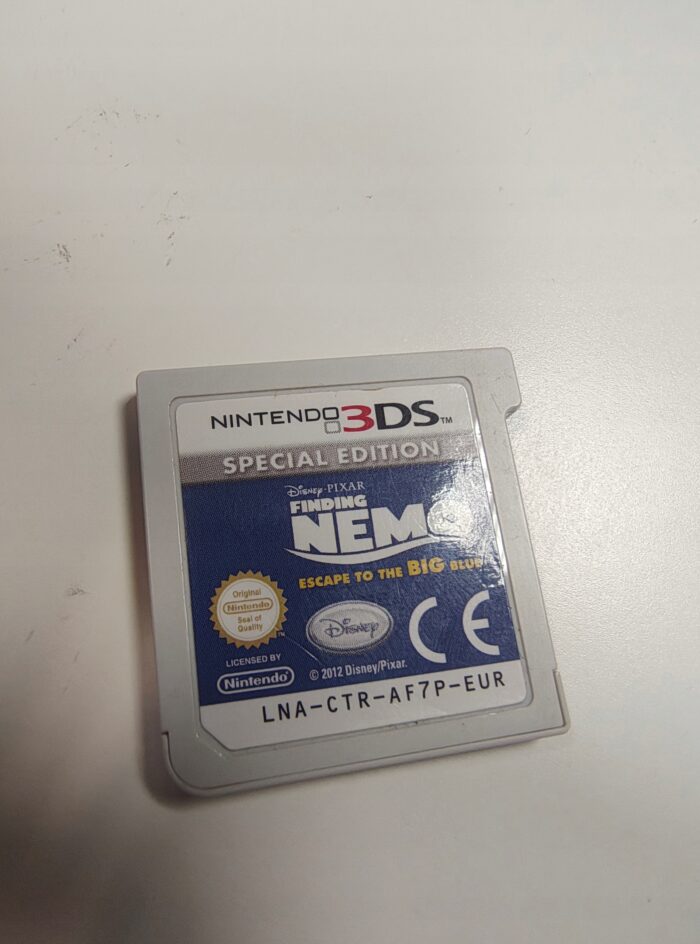 NINTENDO 3DS™
SPECIAL EDITION
Disney·PIXAR
FINDING
NEMO
ESCAPE TO THE BIG BLUE
Original
Nintendo
Seal of
Quality
TM
Disney
CE
LICENSED BY
Nintendo®
© 2012 Disney/Pixar.
LNA-CTR-AF7P-EUR